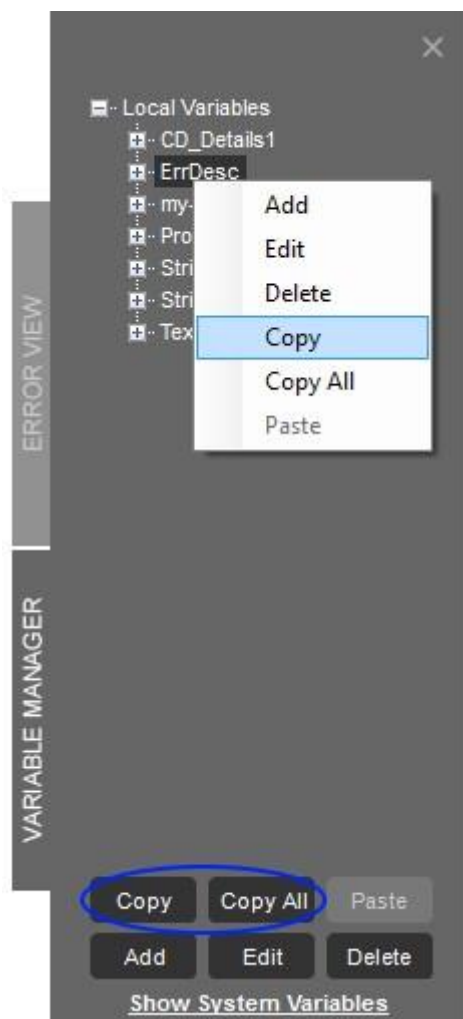 Local Variables
CD_Details1
ErrDesc
my-
Pro
Stri
Stri
Tex
Add
Edit
Delete
Copy
Copy All
Paste
ERROR VIEW
VARIABLE MANAGER
Copy Copy All Paste
Add Edit Delete
Show System Variables